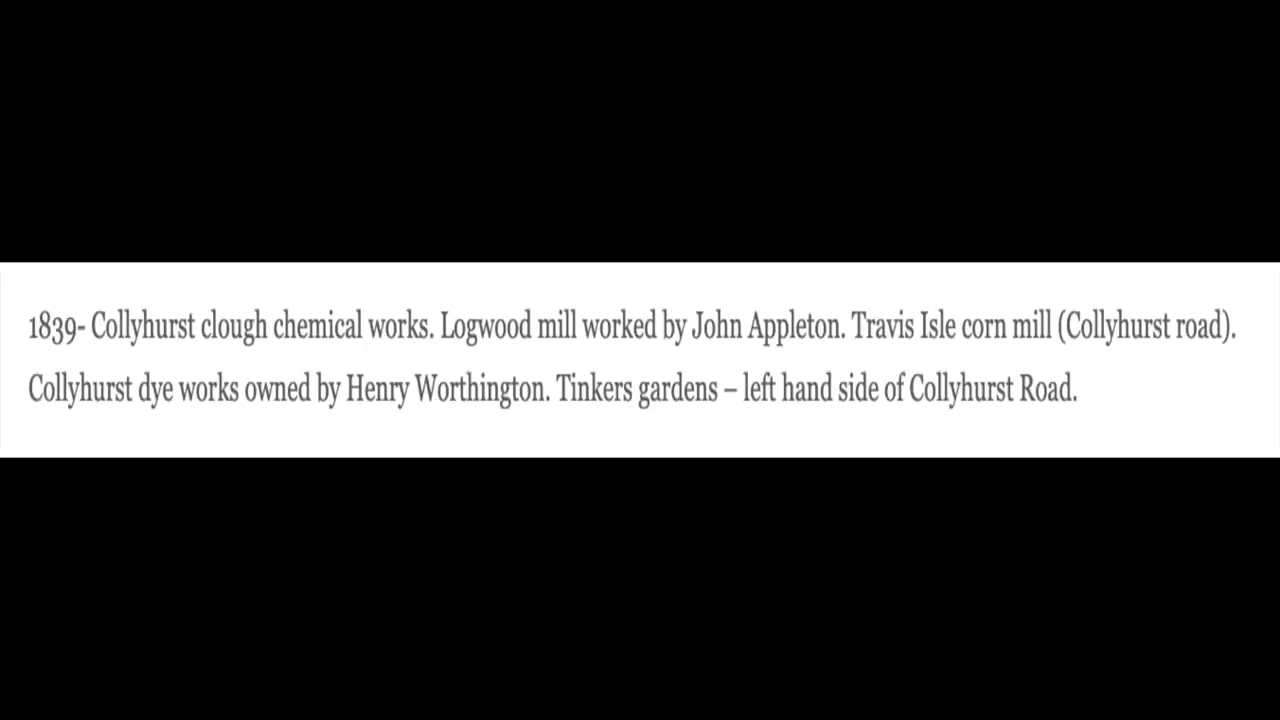 1839- Collyhurst clough chemical works. Logwood mill worked by John Appleton. Travis Isle corn mill (Collyhurst road).
Collyhurst dye works owned by Henry Worthington. Tinkers gardens – left hand side of Collyhurst Road.